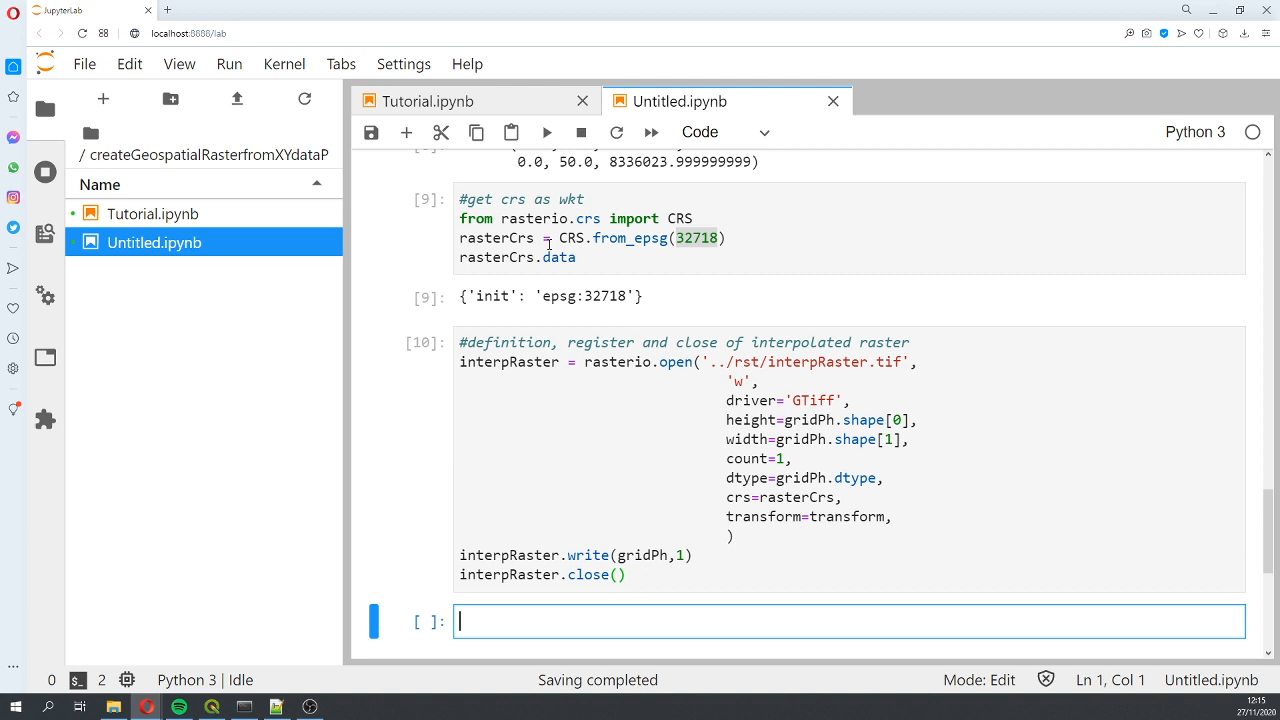 JupyterLab
localhost:8888/lab
File Edit View Run Kernel Tabs Settings Help
Tutorial.ipynb
Untitled.ipynb
Code
Python 3
/ createGeospatialRasterfromXYdataP
Name
Tutorial.ipynb
Untitled.ipynb
0.0, 50.0, 8336023.999999999)
[9]:
#get crs as wkt
from rasterio.crs import CRS
rasterCrs = CRS.from_epsg(32718)
rasterCrs.data
[9]: {'init': 'epsg:32718'}
[10]:
#definition, register and close of interpolated raster
interpRaster = rasterio.open('../rst/interpRaster.tif',
'w',
driver='GTiff',
height=gridPh.shape[0],
width=gridPh.shape[1],
count=1,
dtype=gridPh.dtype,
crs=rasterCrs,
transform=transform,
)
interpRaster.write(gridPh,1)
interpRaster.close()
[ ]:
0 2 Python 3 | Idle Saving completed Mode: Edit Ln 1, Col 1 Untitled.ipynb
12:15
27/11/2020